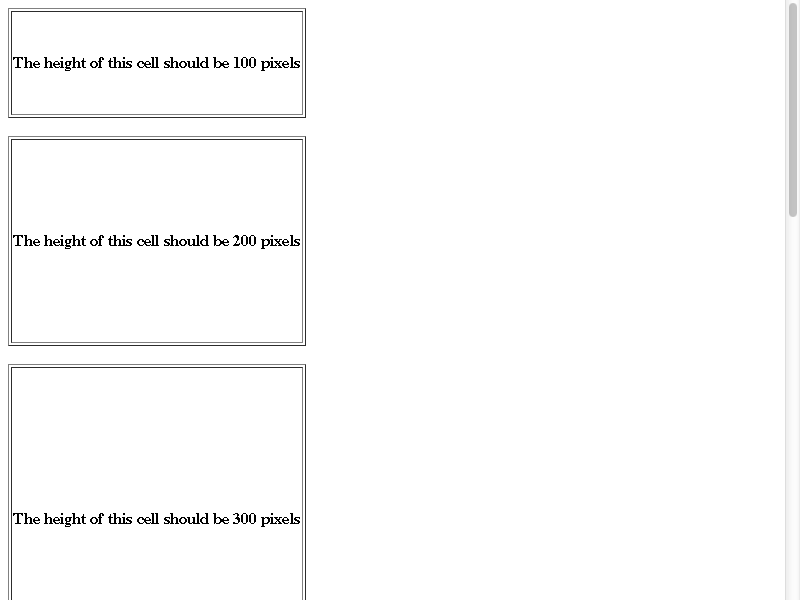 The height of this cell should be 100 pixels
The height of this cell should be 200 pixels
The height of this cell should be 300 pixels